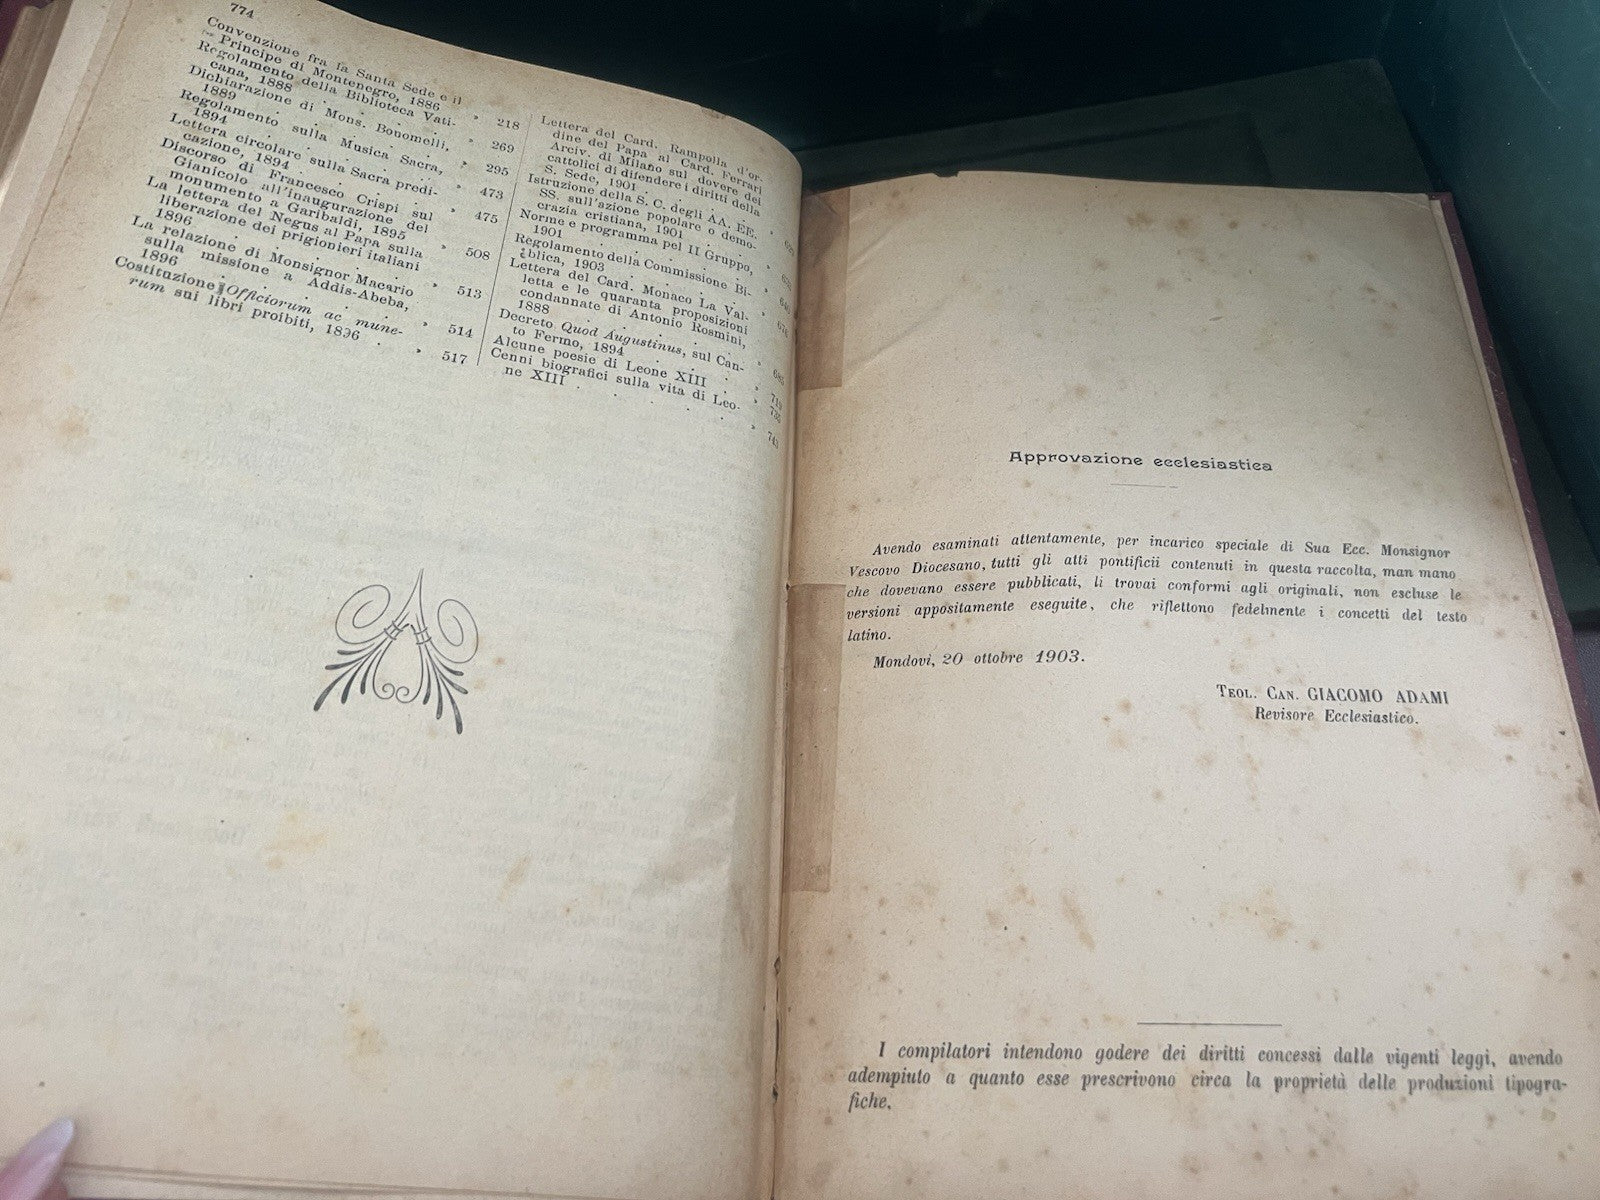 774
Convenzione fra la Santa Sede e il
Principe di Montenegro, 1886 » 218
Regolamento della Biblioteca Vati-
cana, 1888 . . . . » 269
Dichiarazione di Mons. Bonomelli,
1889 . . . . . » 295
Regolamento sulla Musica Sacra,
1894 . . . . . » 473
Lettera circolare sulla Sacra predi-
cazione, 1894 . . . . » 475
Discorso di Francesco Crispi sul
Gianicolo all'inaugurazione del
monumento a Garibaldi, 1895 » 508
La lettera del Negus al Papa sulla
liberazione dei prigionieri italiani
1896 . . . . . » 513
La relazione di Monsignor Macario
sulla missione a Addis-Abeba,
1896 . . . . . » 514
Costituzione Officiorum ac mune-
rum sui libri proibiti, 1896 . » 517
Lettera del Card. Rampolla d'or-
dine del Papa al Card. Ferrari
Arciv. di Milano sul dovere dei
cattolici di difendere i diritti della
S. Sede, 1901 . . . . »
Istruzione della S. C. degli AA. EE.
SS. sull'azione popolare o demo-
crazia cristiana, 1901 . . »
Norme e programma pel II Gruppo,
1901 . . . . . »
Regolamento della Commissione Bi-
blica, 1903 . . . . »
Lettera del Card. Monaco La Val-
letta e le quaranta proposizioni
condannate di Antonio Rosmini,
1888 . . . . . »
Decreto Quod Augustinus, sul Can-
to Fermo, 1894 . . . »
Alcune poesie di Leone XIII . »
Cenni biografici sulla vita di Leo-
ne XIII . . . . . » 743
Approvazione ecclesiastica
Avendo esaminati attentamente, per incarico speciale di Sua Ecc. Monsignor
Vescovo Diocesano, tutti gli atti pontificii contenuti in questa raccolta, man mano
che dovevano essere pubblicati, li trovai conformi agli originali, non escluse le
versioni appositamente eseguite, che riflettono fedelmente i concetti del testo
latino.
Mondovì, 20 ottobre 1903.
TEOL. CAN. GIACOMO ADAMI
Revisore Ecclesiastico.
I compilatori intendono godere dei diritti concessi dalle vigenti leggi, avendo
adempiuto a quanto esse prescrivono circa la proprietà delle produzioni tipogra-
fiche.